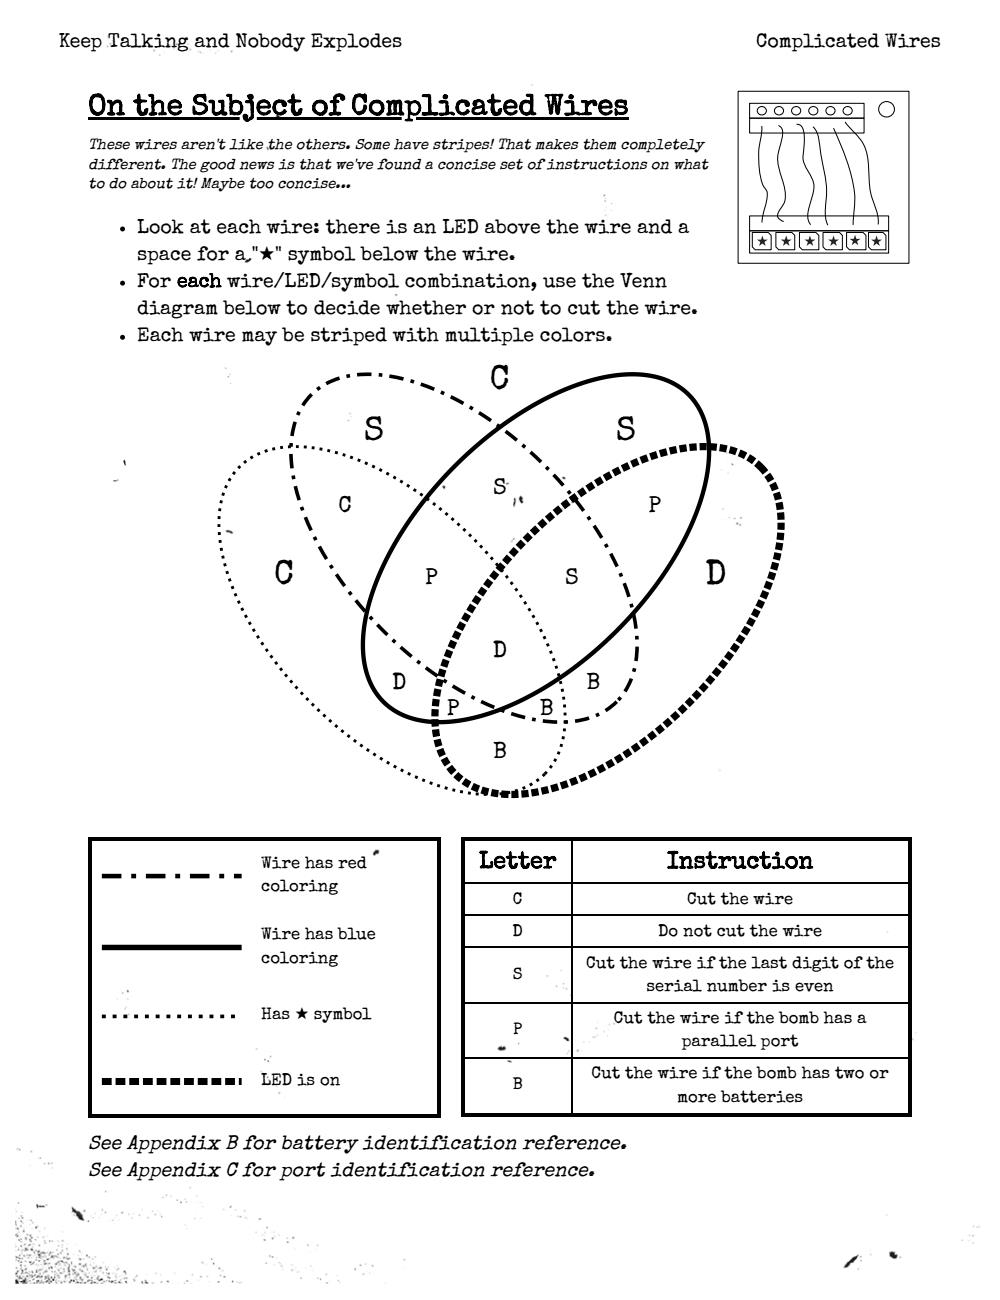 Keep Talking and Nobody Explodes
Complicated Wires
On the Subject of Complicated Wires
These wires aren't like the others. Some have stripes! That makes them completely
different. The good news is that we've found a concise set of instructions on what
to do about it! Maybe too concise...
• Look at each wire: there is an LED above the wire and a
space for a "★" symbol below the wire.
• For each wire/LED/symbol combination, use the Venn
diagram below to decide whether or not to cut the wire.
• Each wire may be striped with multiple colors.
C
S
S
S
C
P
C
P
S
D
D
D
B
P
B
B
Wire has red
coloring
Wire has blue
coloring
Has ★ symbol
LED is on
Letter Instruction
C Cut the wire
D Do not cut the wire
S Cut the wire if the last digit of the
serial number is even
P Cut the wire if the bomb has a
parallel port
B Cut the wire if the bomb has two or
more batteries
See Appendix B for battery identification reference.
See Appendix C for port identification reference.